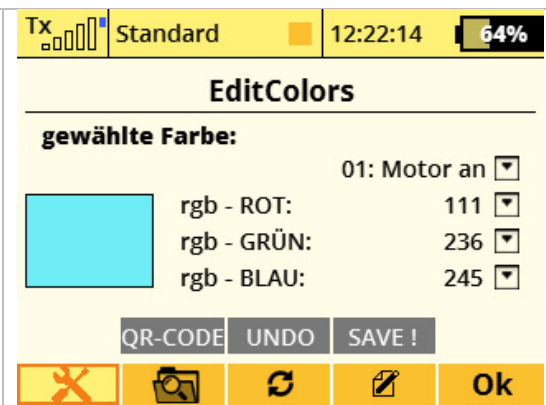 Tx Standard 12:22:14 64%
EditColors
gewählte Farbe:
01: Motor an
rgb - ROT: 111
rgb - GRÜN: 236
rgb - BLAU: 245
QR-CODE UNDO SAVE !
Ok